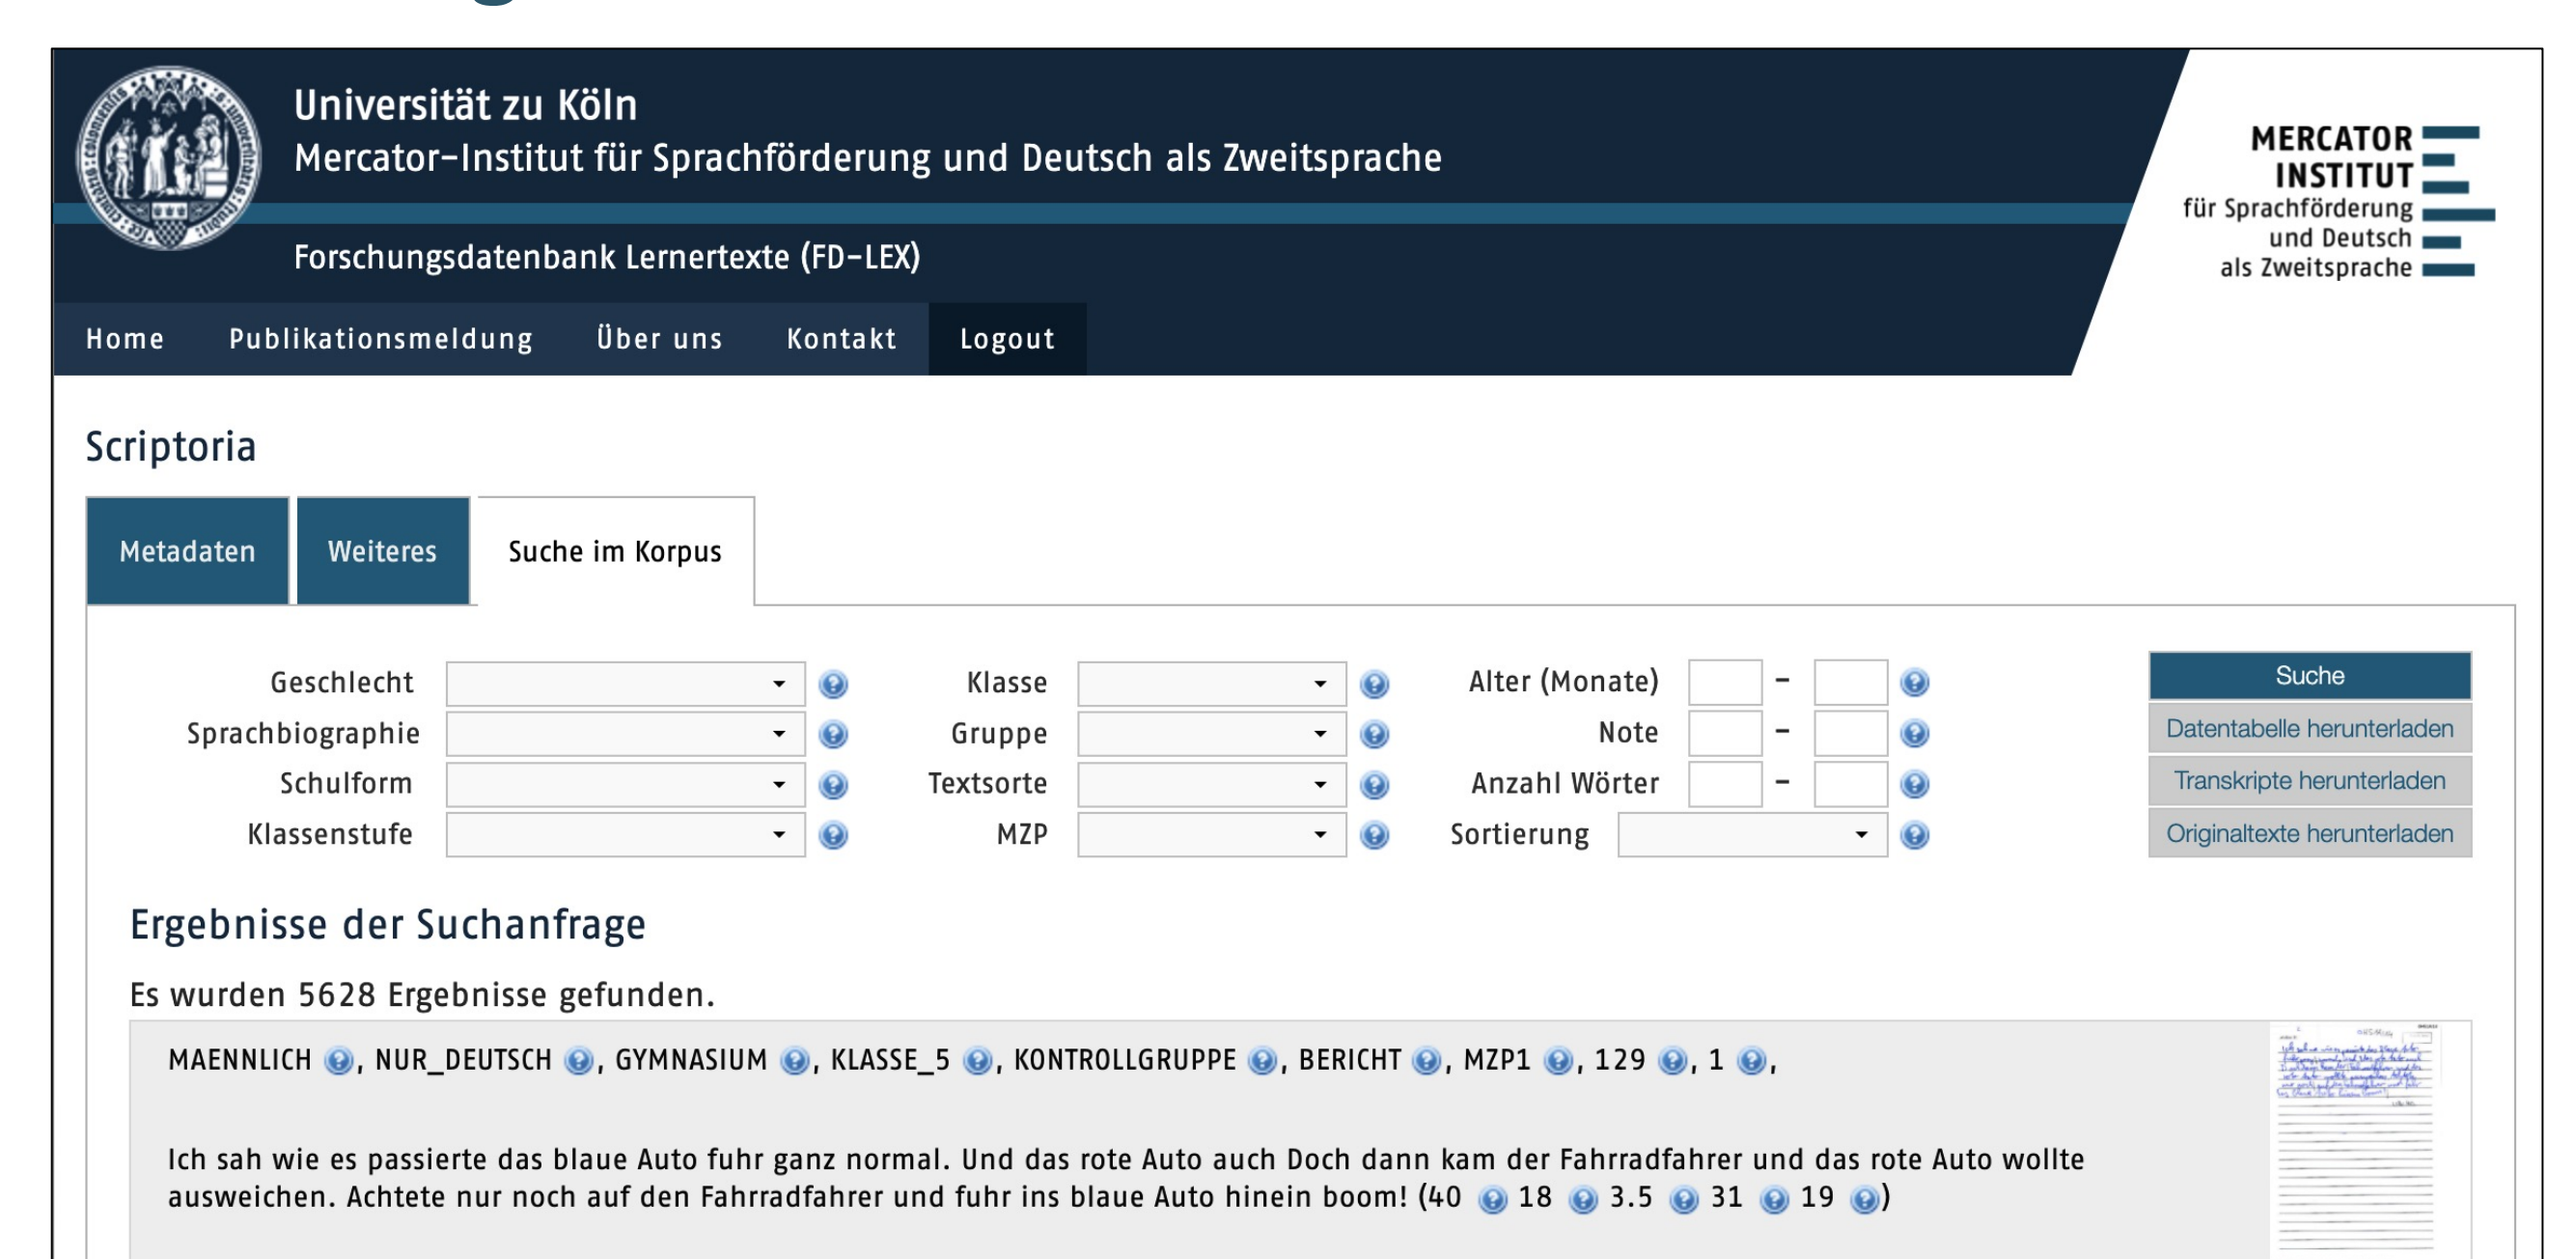 Universität zu Köln
Mercator-Institut für Sprachförderung und Deutsch als Zweitsprache
Forschungsdatenbank Lernertexte (FD-LEX)
MERCATOR
INSTITUT
für Sprachförderung
und Deutsch
als Zweitsprache
Home Publikationsmeldung Über uns Kontakt Logout
Scriptoria
Metadaten Weiteres Suche im Korpus
Geschlecht Klasse Alter (Monate) – Suche
Sprachbiographie Gruppe Note – Datentabelle herunterladen
Schulform Textsorte Anzahl Wörter – Transkripte herunterladen
Klassenstufe MZP Sortierung Originaltexte herunterladen
Ergebnisse der Suchanfrage
Es wurden 5628 Ergebnisse gefunden.
MAENNLICH , NUR_DEUTSCH , GYMNASIUM , KLASSE_5 , KONTROLLGRUPPE , BERICHT , MZP1 , 129 , 1 ,
Ich sah wie es passierte das blaue Auto fuhr ganz normal. Und das rote Auto auch Doch dann kam der Fahrradfahrer und das rote Auto wollte
ausweichen. Achtete nur noch auf den Fahrradfahrer und fuhr ins blaue Auto hinein boom! (40 18 3.5 31 19 )